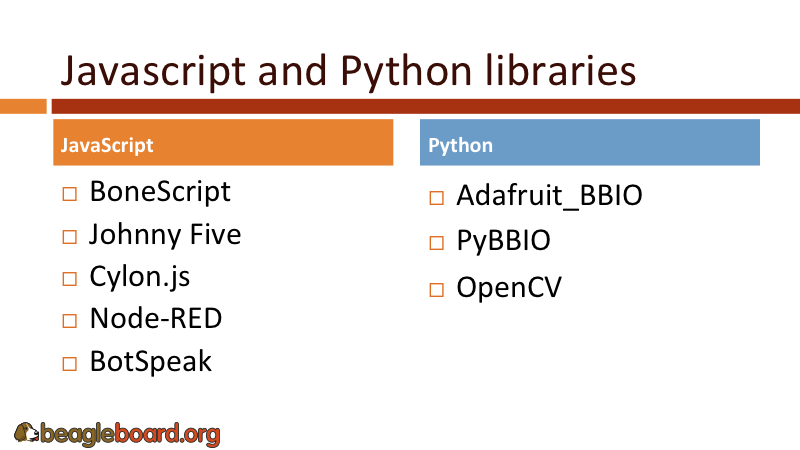 Javascript and Python libraries
JavaScript
BoneScript
Johnny Five
Cylon.js
Node-RED
BotSpeak
Python
Adafruit_BBIO
PyBBIO
OpenCV
beagleboard.org